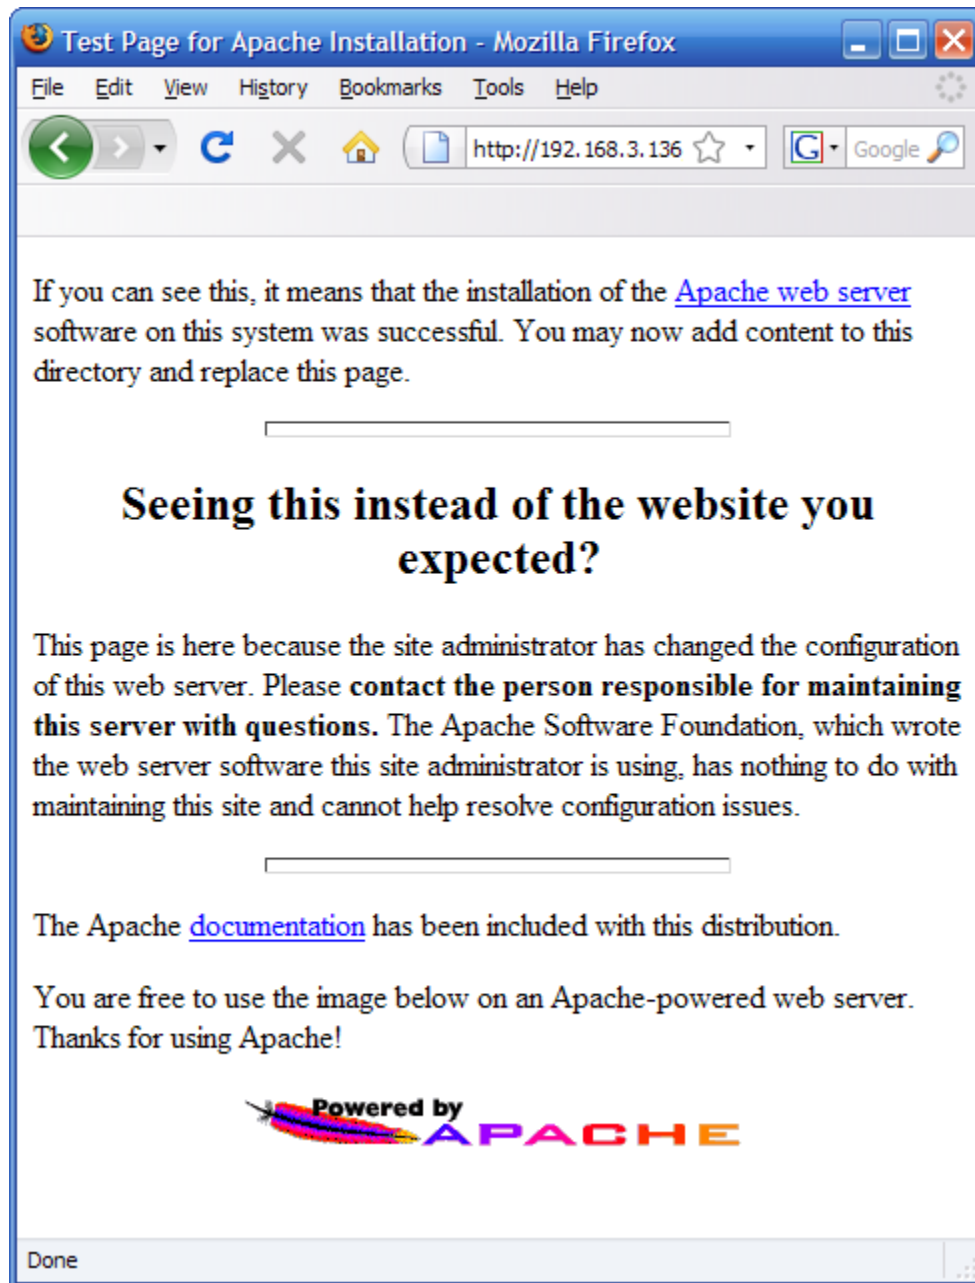 Test Page for Apache Installation - Mozilla Firefox
File Edit View History Bookmarks Tools Help
http://192.168.3.136 G Google
If you can see this, it means that the installation of the Apache web server
software on this system was successful. You may now add content to this
directory and replace this page.
Seeing this instead of the website you
expected?
This page is here because the site administrator has changed the configuration
of this web server. Please contact the person responsible for maintaining
this server with questions. The Apache Software Foundation, which wrote
the web server software this site administrator is using, has nothing to do with
maintaining this site and cannot help resolve configuration issues.
The Apache documentation has been included with this distribution.
You are free to use the image below on an Apache-powered web server.
Thanks for using Apache!
Powered by
APACHE
Done